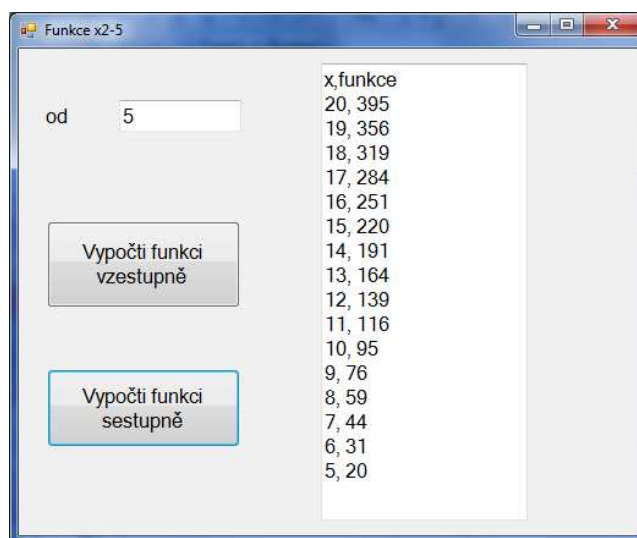 Funkce x2-5
od
5
Vypočti funkci
vzestupně
Vypočti funkci
sestupně
x,funkce
20, 395
19, 356
18, 319
17, 284
16, 251
15, 220
14, 191
13, 164
12, 139
11, 116
10, 95
9, 76
8, 59
7, 44
6, 31
5, 20